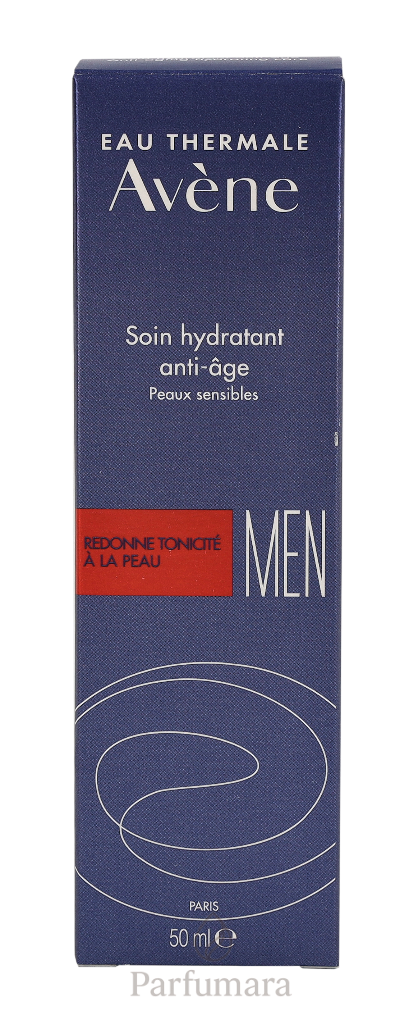 EAU THERMALE
Avène
Soin hydratant
anti-âge
Peaux sensibles
REDONNE TONICITÉ
À LA PEAU
MEN
PARIS
50 ml ℮
Parfumara